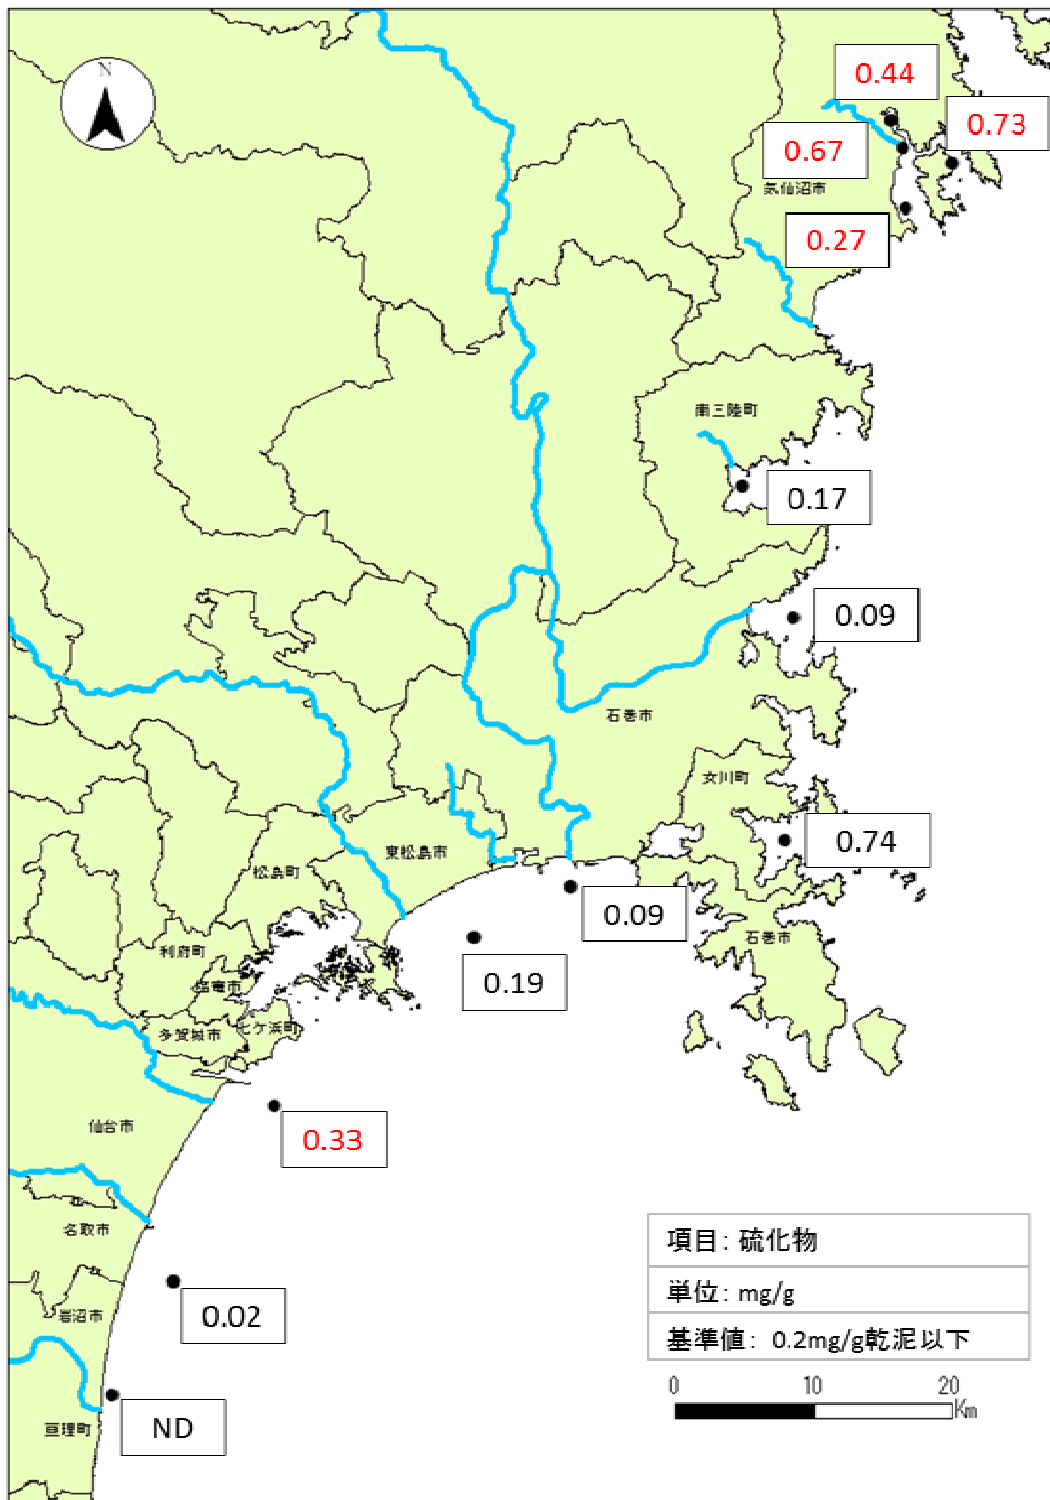 N
0.44
0.73
0.67
気仙沼市
0.27
南三陸町
0.17
0.09
石巻市
女川町
0.74
東松島市
松島町
0.09
石巻市
利府町
0.19
塩竈市
多賀城市
七ケ浜町
仙台市
0.33
名取市
0.02
岩沼市
ND
亘理町
項目：硫化物
単位：mg/g
基準値： 0.2mg/g乾泥以下
0 10 20
Km